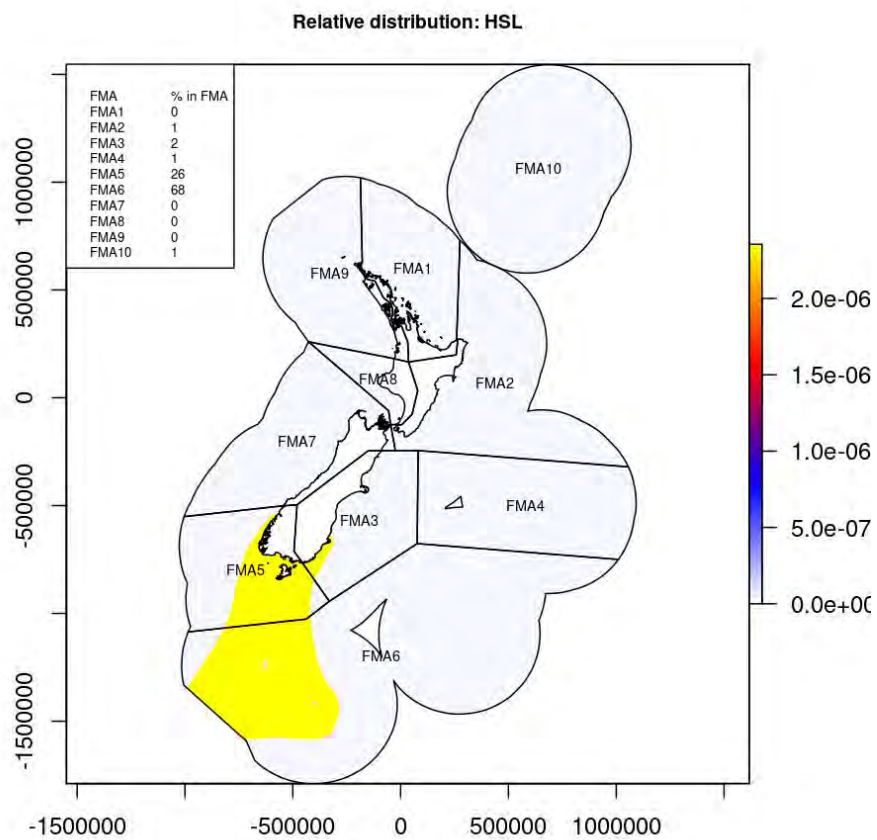 Relative distribution: HSL
FMA % in FMA
FMA1 0
FMA2 1
FMA3 2
FMA4 1
FMA5 26
FMA6 68
FMA7 0
FMA8 0
FMA9 0
FMA10 1
FMA10
FMA9
FMA1
FMA8
FMA2
FMA7
FMA3
FMA4
FMA5
FMA6
1000000
500000
0
-500000
-1500000
-1500000 -500000 0 500000 1000000
2.0e-06
1.5e-06
1.0e-06
5.0e-07
0.0e+00